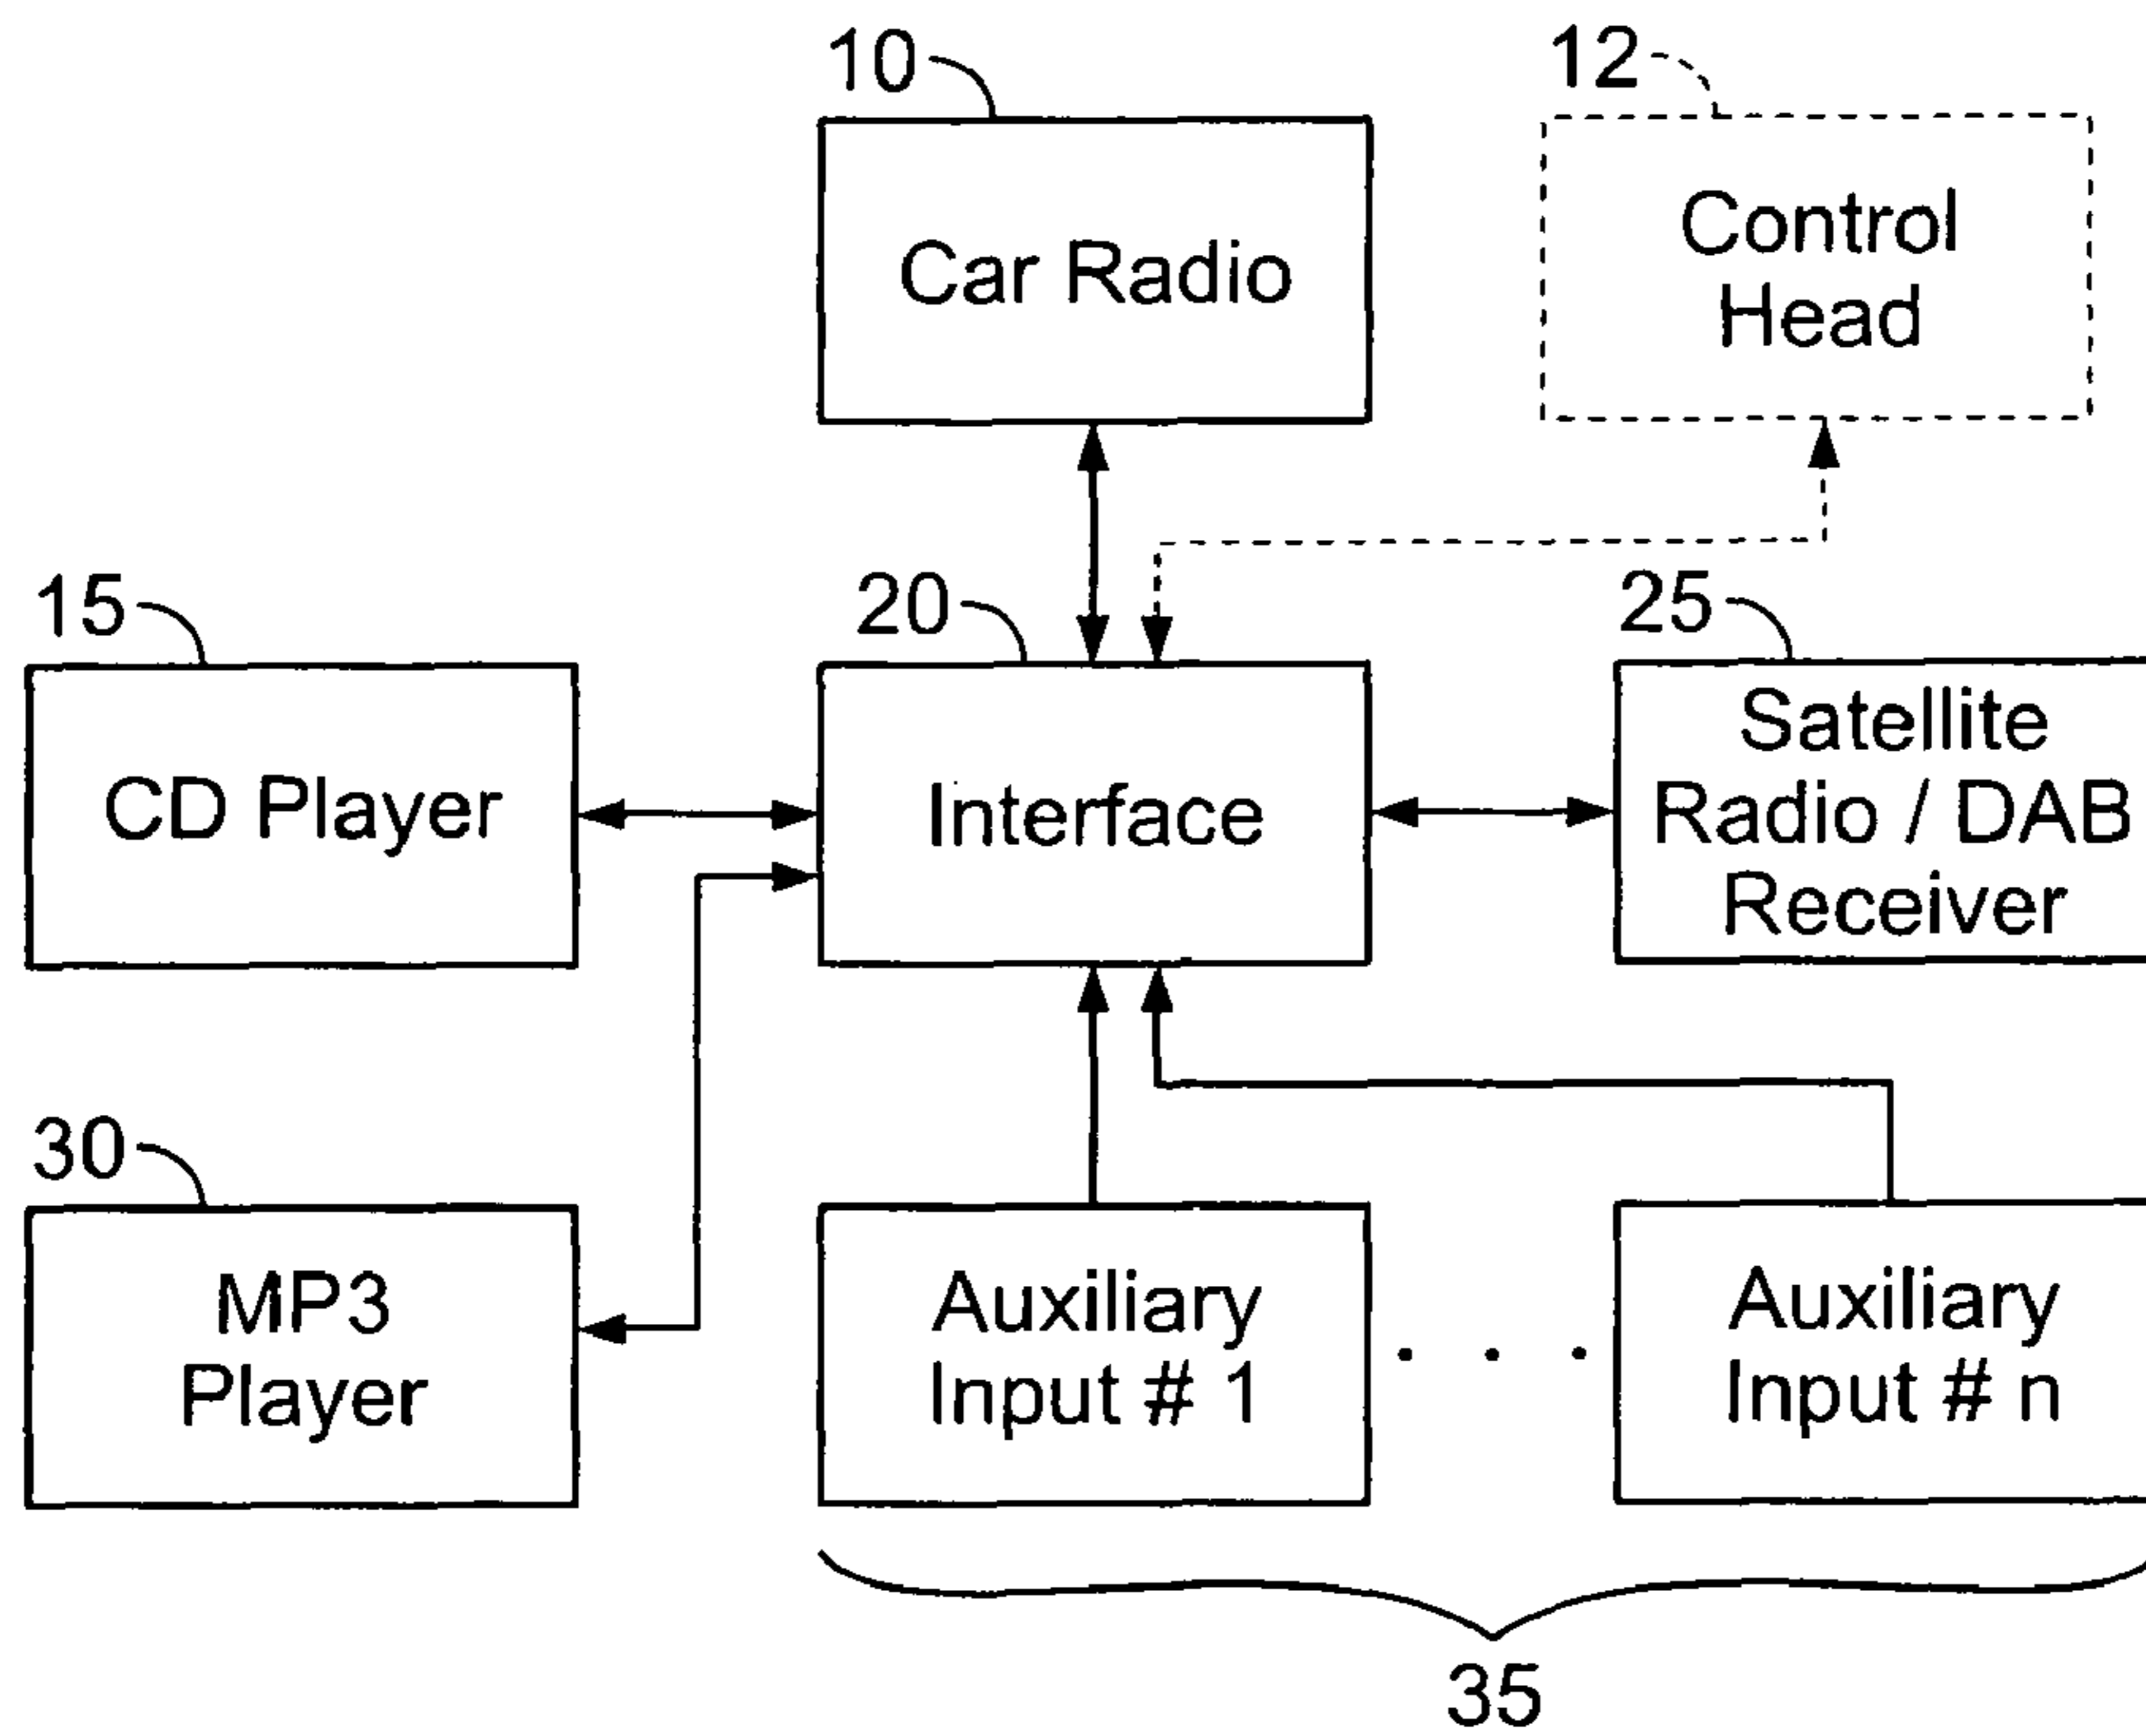 10
12
Car Radio
Control
Head
15
20
25
CD Player
Interface
Satellite
Radio / DAB
Receiver
30
MP3
Player
Auxiliary
Input # 1
. . .
Auxiliary
Input # n
35